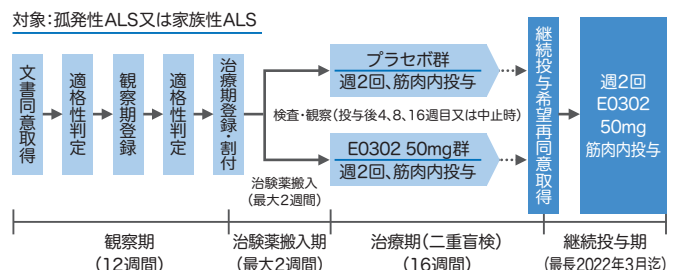 対象:孤発性ALS又は家族性ALS
文書同意取得
適格性判定
観察期登録
適格性判定
治療期登録・割付
プラセボ群
週2回、筋肉内投与
検査・観察(投与後4、8、16週目又は中止時)
E0302 50mg群
週2回、筋肉内投与
治験薬搬入
(最大2週間)
継続投与希望再同意取得
週2回
E0302
50mg
筋肉内投与
観察期
(12週間)
治験薬搬入期
(最大2週間)
治療期(二重盲検)
(16週間)
継続投与期
(最長2022年3月迄)